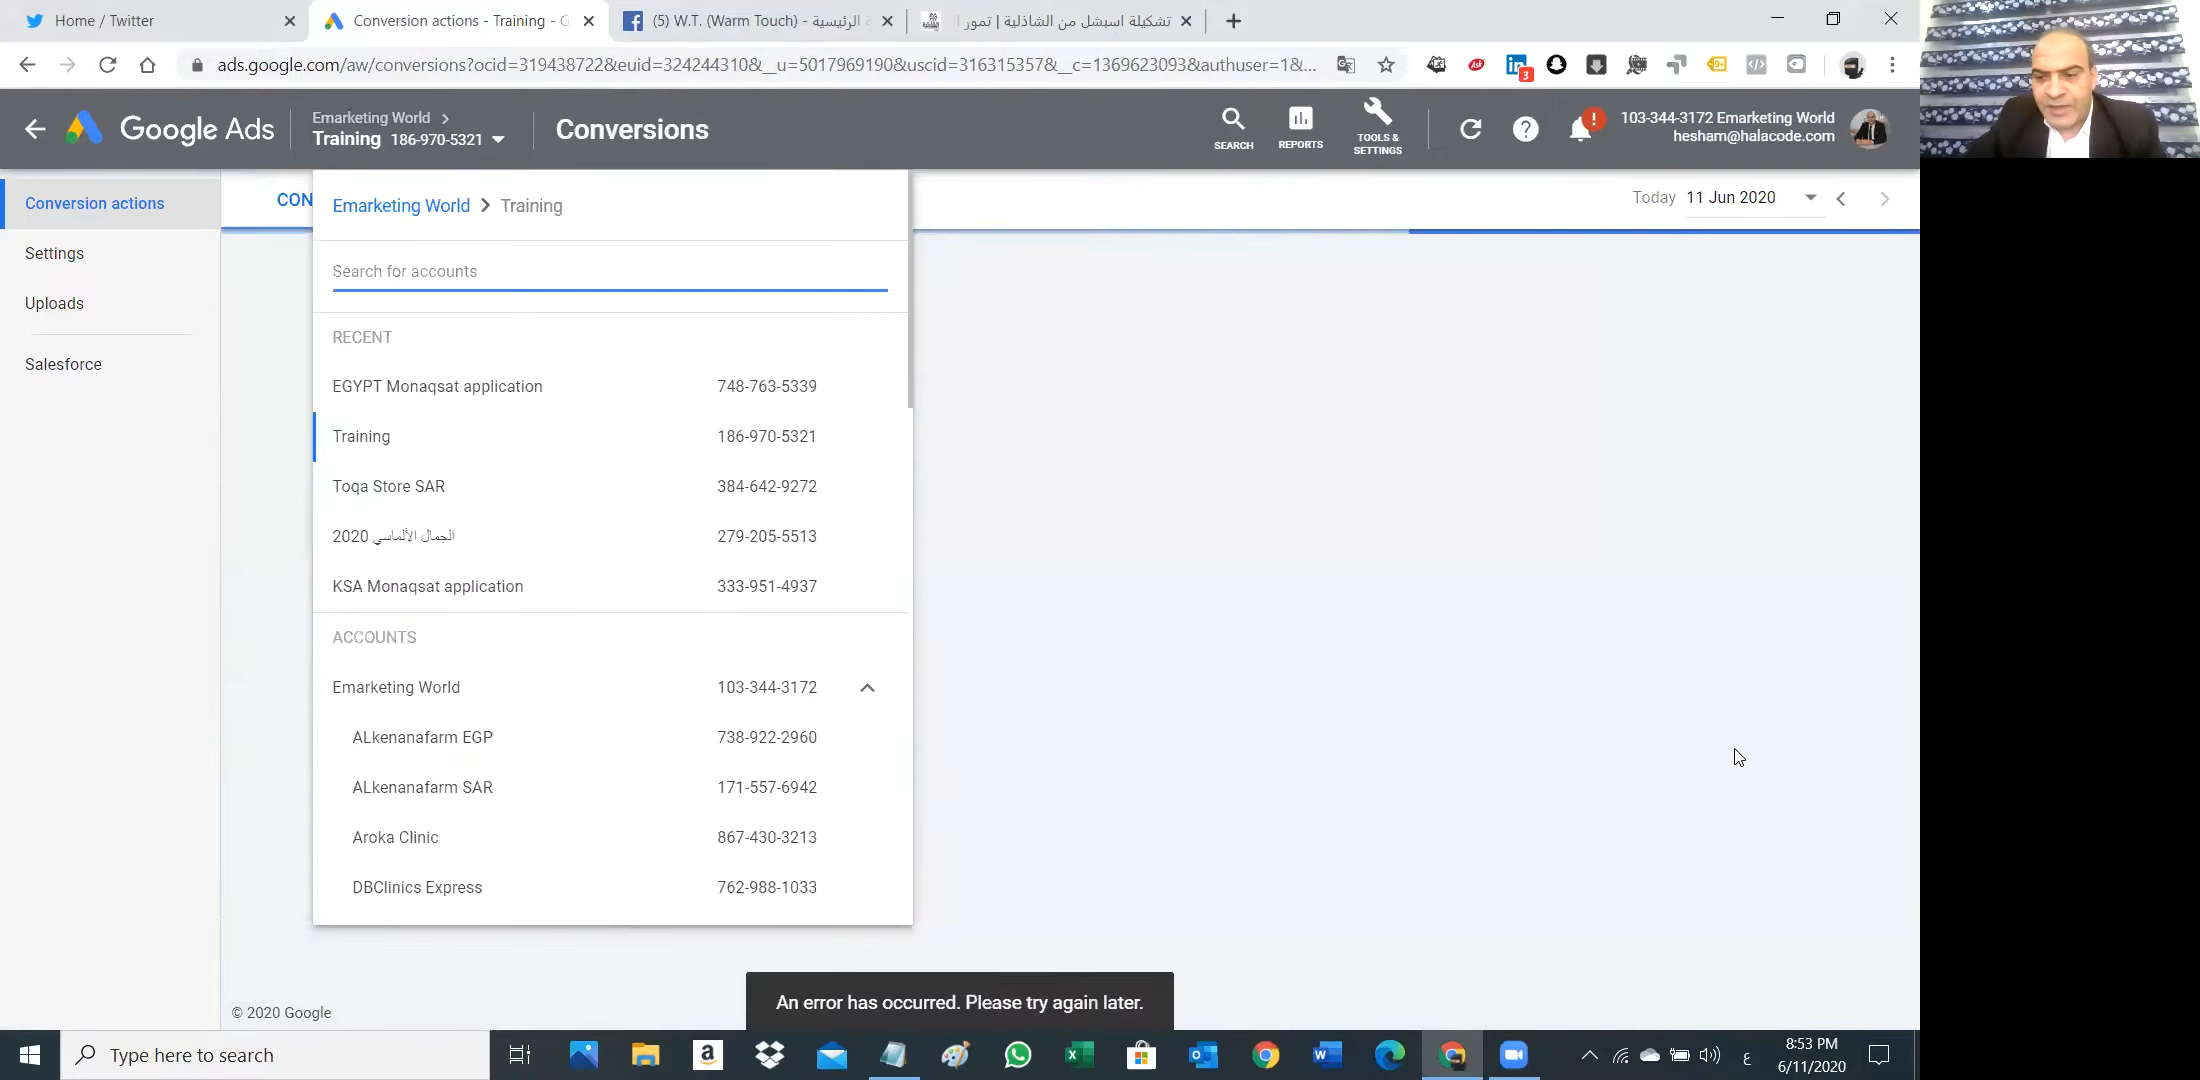 Home / Twitter
Conversion actions - Training - G
(5) W.T. (Warm Touch) - الرئيسية
تشكيلة اسبشل من الشاذلية | تمور ال
ads.google.com/aw/conversions?ocid=319438722&euid=324244310&__u=5017969190&uscid=316315357&__c=1369623093&authuser=1&...
Google Ads
Emarketing World
Training 186-970-5321
Conversions
SEARCH
REPORTS
TOOLS & SETTINGS
103-344-3172 Emarketing World
hesham@halacode.com
Conversion actions
Settings
Uploads
Salesforce
CON
Today 11 Jun 2020
Emarketing World > Training
Search for accounts
RECENT
EGYPT Monaqsat application 748-763-5339
Training 186-970-5321
Toqa Store SAR 384-642-9272
الجمال الألماسي 2020 279-205-5513
KSA Monaqsat application 333-951-4937
ACCOUNTS
Emarketing World 103-344-3172
ALkenanafarm EGP 738-922-2960
ALkenanafarm SAR 171-557-6942
Aroka Clinic 867-430-3213
DBClinics Express 762-988-1033
An error has occurred. Please try again later.
© 2020 Google
Type here to search
ع
8:53 PM
6/11/2020